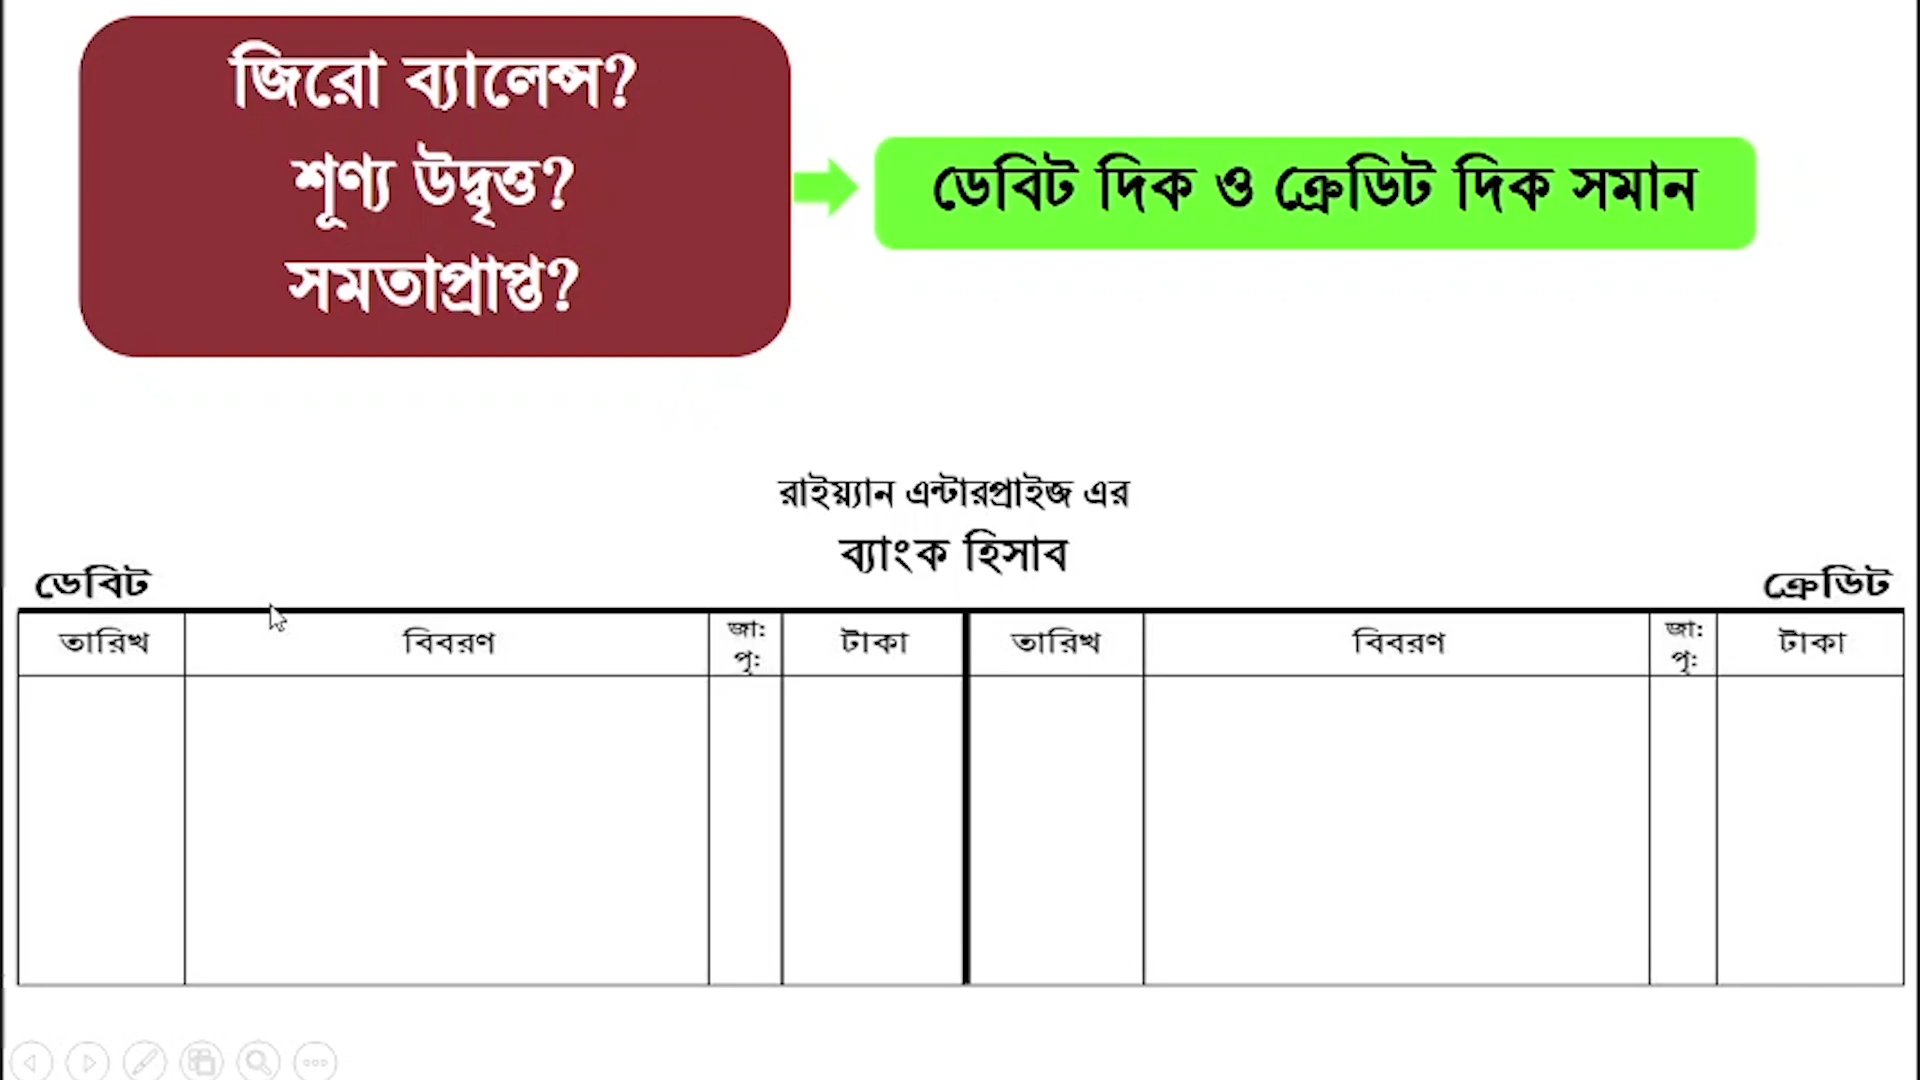 জিরো ব্যালেন্স?
শূণ্য উদ্বৃত্ত?
সমতাপ্রাপ্ত?
ডেবিট দিক ও ক্রেডিট দিক সমান
রাইয়্যান এন্টারপ্রাইজ এর
ব্যাংক হিসাব
ডেবিট
ক্রেডিট
তারিখ বিবরণ জা: পৃ: টাকা তারিখ বিবরণ জা: পৃ: টাকা